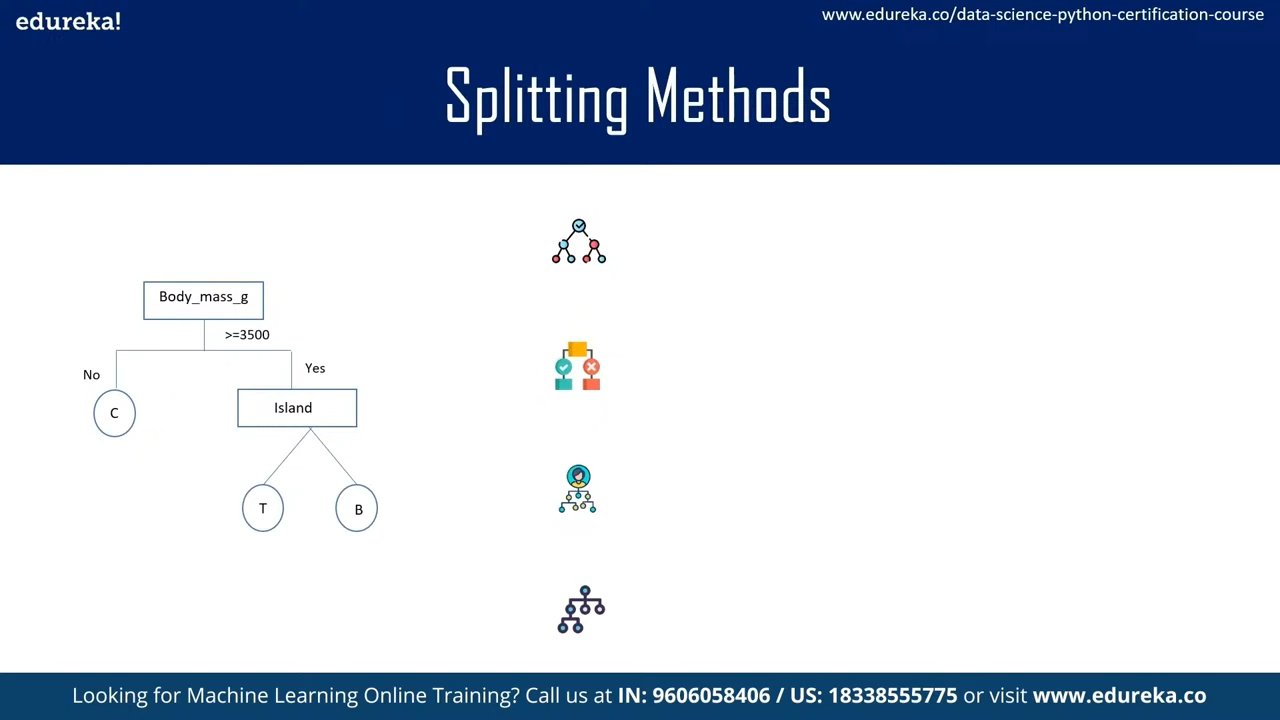 edureka!
www.edureka.co/data-science-python-certification-course
Splitting Methods
Body_mass_g
>=3500
No
Yes
C
Island
T
B
Looking for Machine Learning Online Training? Call us at IN: 9606058406 / US: 18338555775 or visit www.edureka.co